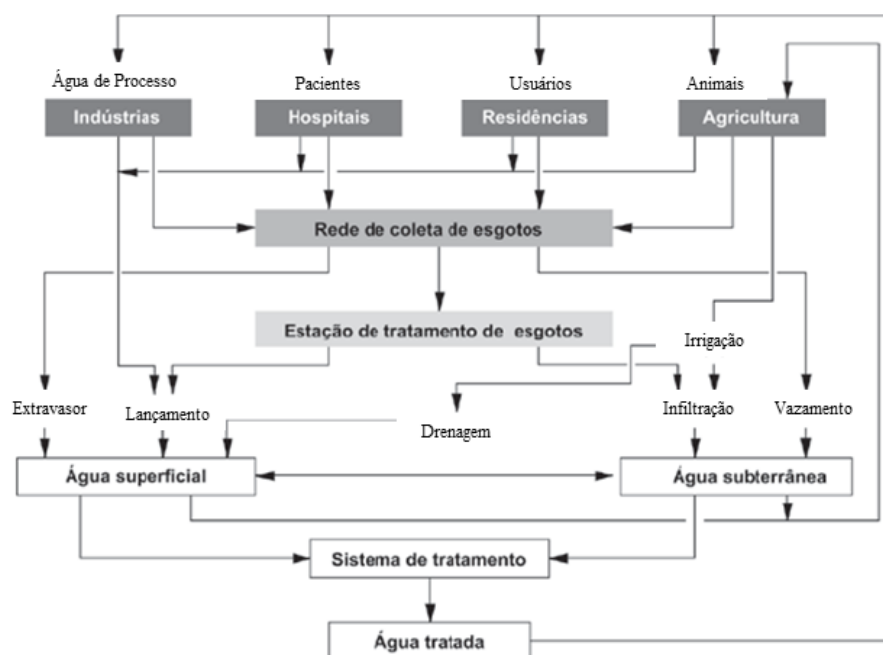 Água de Processo
Pacientes
Usuários
Animais
Indústrias
Hospitais
Residências
Agricultura
Rede de coleta de esgotos
Estação de tratamento de esgotos
Irrigação
Extravasor
Lançamento
Drenagem
Infiltração
Vazamento
Água superficial
Água subterrânea
Sistema de tratamento
Água tratada